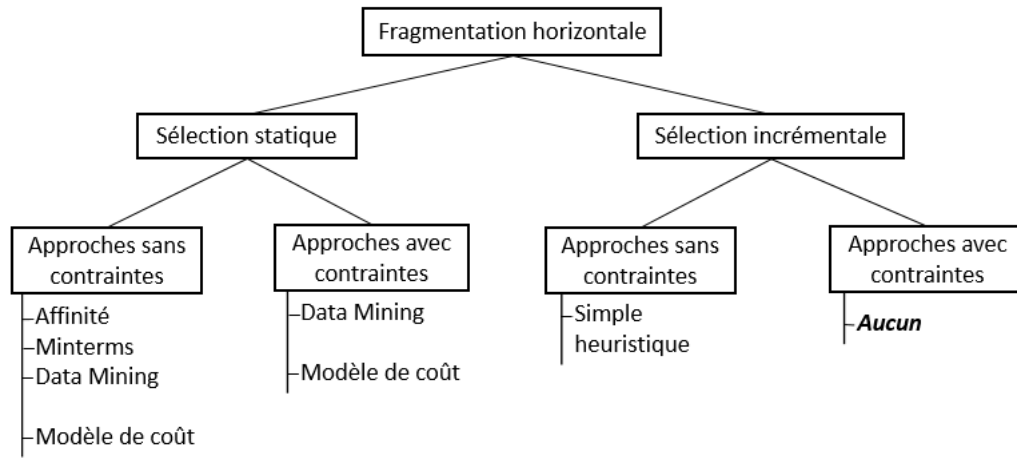 Fragmentation horizontale
Sélection statique
Sélection incrémentale
Approches sans
contraintes
Affinité
Minterms
Data Mining
Modèle de coût
Approches avec
contraintes
Data Mining
Modèle de coût
Approches sans
contraintes
Simple
heuristique
Approches avec
contraintes
Aucun